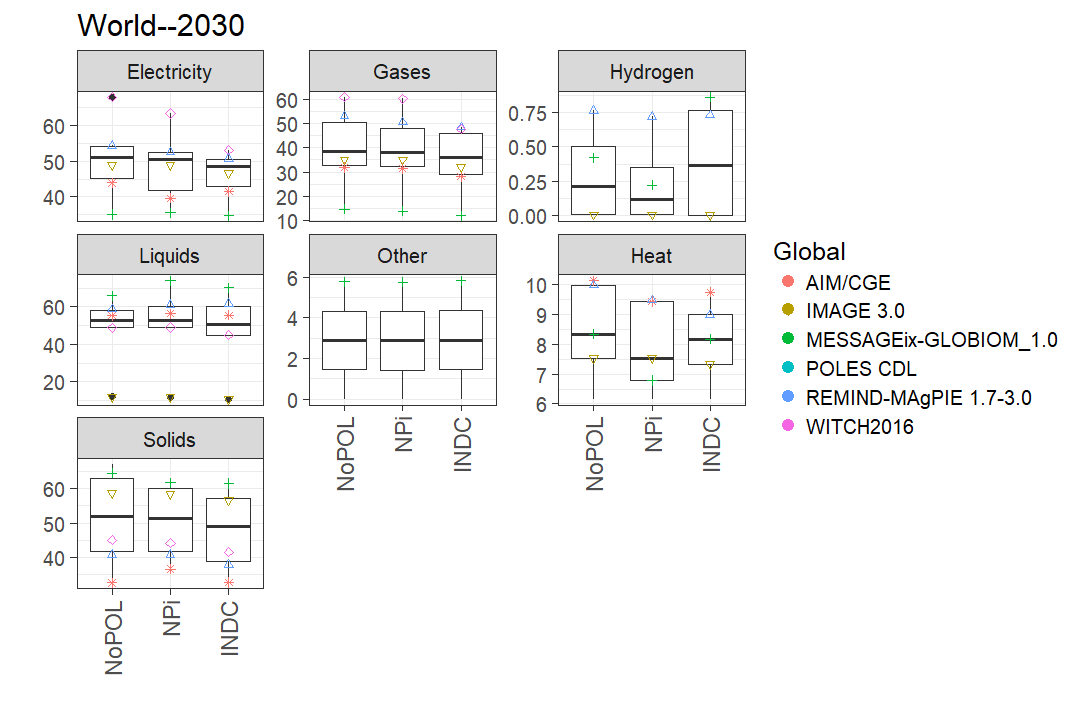 World--2030
Electricity
Gases
Hydrogen
60
50
40
60
50
40
30
20
10
0.75
0.50
0.25
0.00
Liquids
Other
Heat
60
40
20
6
4
2
0
10
9
8
7
6
NoPOL
NPi
INDC
NoPOL
NPi
INDC
Solids
60
50
40
NoPOL
NPi
INDC
Global
AIM/CGE
IMAGE 3.0
MESSAGEix-GLOBIOM_1.0
POLES CDL
REMIND-MAgPIE 1.7-3.0
WITCH2016